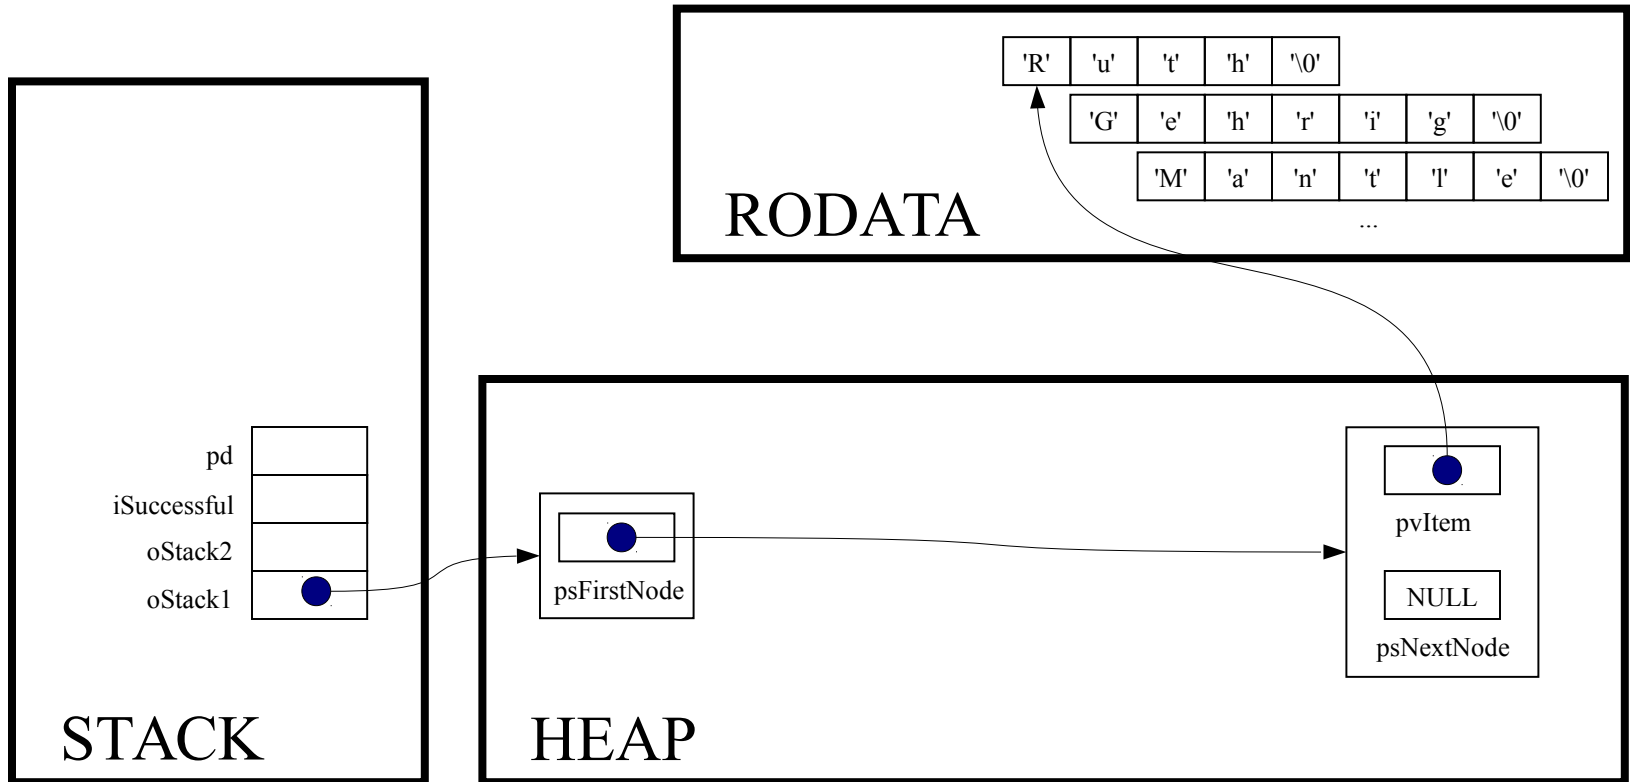 'R' 'u' 't' 'h' '\0'
'G' 'e' 'h' 'r' 'i' 'g' '\0'
'M' 'a' 'n' 't' 'l' 'e' '\0'
...
RODATA
pd
iSuccessful
oStack2
oStack1
STACK
psFirstNode
pvItem
NULL
psNextNode
HEAP